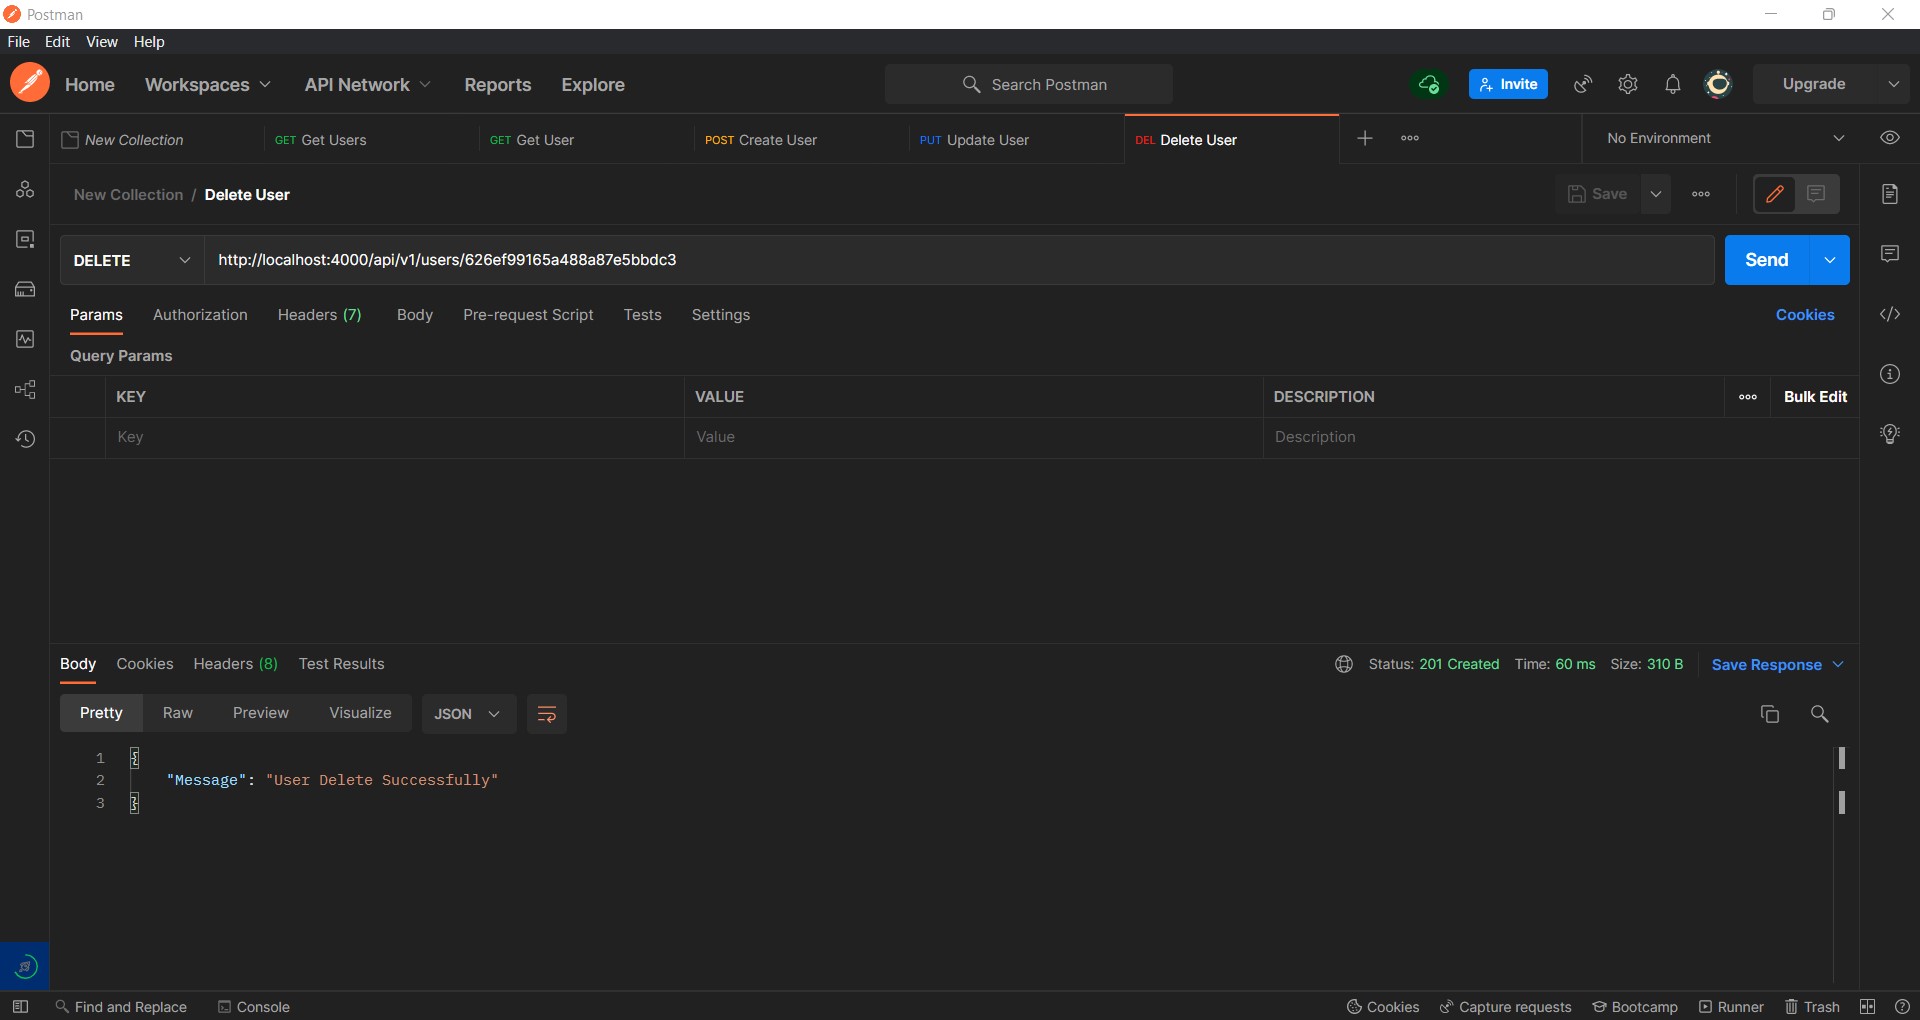 Postman
File Edit View Help
Home Workspaces API Network Reports Explore Search Postman Invite Upgrade
New Collection GET Get Users GET Get User POST Create User PUT Update User DEL Delete User No Environment
New Collection / Delete User Save
DELETE http://localhost:4000/api/v1/users/626ef99165a488a87e5bbdc3 Send
Params Authorization Headers (7) Body Pre-request Script Tests Settings Cookies
Query Params
KEY VALUE DESCRIPTION Bulk Edit
Key Value Description
Body Cookies Headers (8) Test Results Status: 201 Created Time: 60 ms Size: 310 B Save Response
Pretty Raw Preview Visualize JSON
1 {
2 "Message": "User Delete Successfully"
3 }
Find and Replace Console Cookies Capture requests Bootcamp Runner Trash